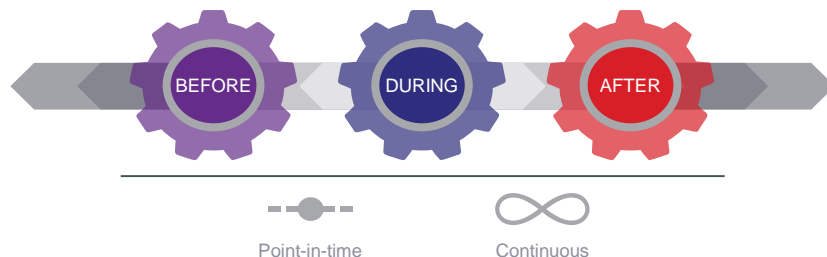 BEFORE
DURING
AFTER
Point-in-time
Continuous